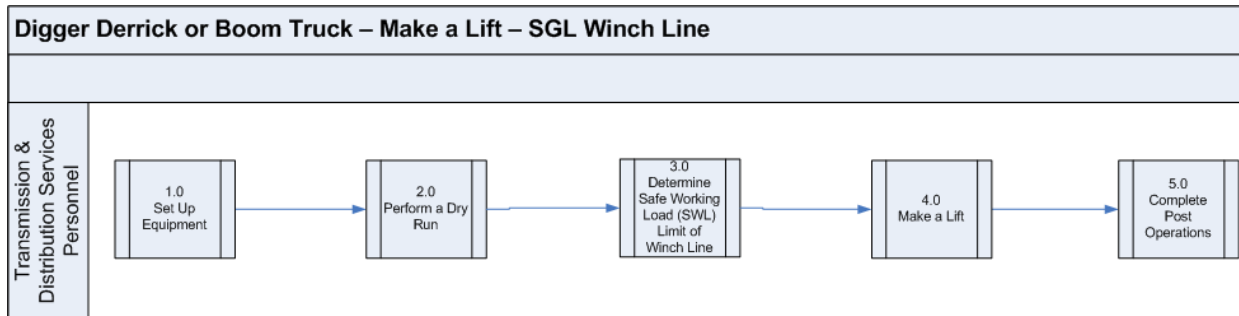 Digger Derrick or Boom Truck – Make a Lift – SGL Winch Line
Transmission &
Distribution Services
Personnel
1.0
Set Up
Equipment
2.0
Perform a Dry
Run
3.0
Determine
Safe Working
Load (SWL)
Limit of
Winch Line
4.0
Make a Lift
5.0
Complete
Post
Operations